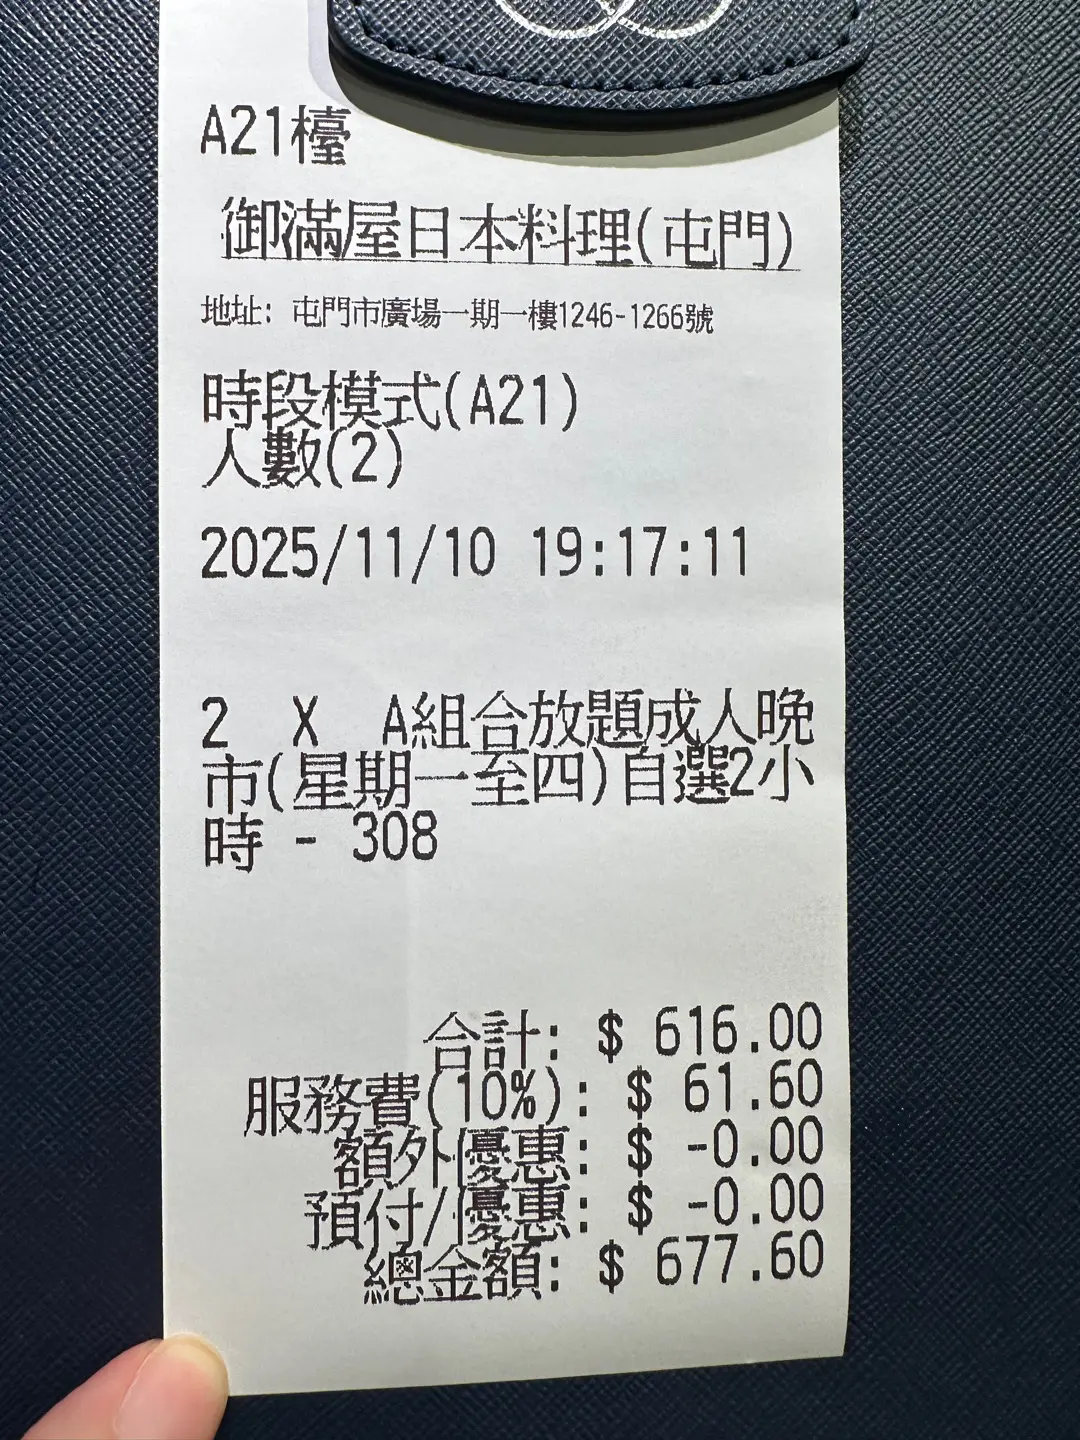 A21檯
御滿屋日本料理(屯門)
地址: 屯門市廣場一期一樓1246-1266號
時段模式(A21)
人數(2)
2025/11/10 19:17:11
2 X A組合放題成人晚
市(星期一至四)自選2小
時 - 308
合計: $ 616.00
服務費(10%): $ 61.60
額外優惠: $ -0.00
預付/優惠: $ -0.00
總金額: $ 677.60